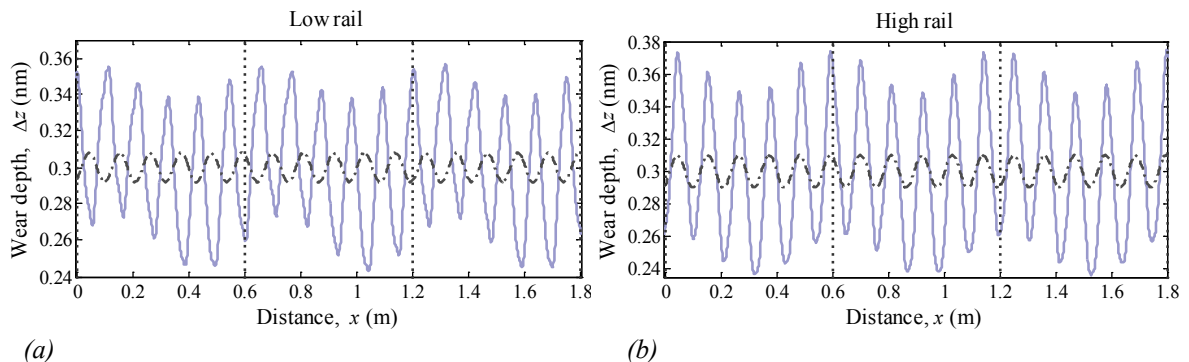 Low rail
0.36
0.34
0.32
0.3
0.28
0.26
0.24
Wear depth, Δz (nm)
0 0.2 0.4 0.6 0.8 1 1.2 1.4 1.6 1.8
Distance, x (m)
(a)
High rail
0.38
0.36
0.34
0.32
0.3
0.28
0.26
0.24
Wear depth, Δz (nm)
0 0.2 0.4 0.6 0.8 1 1.2 1.4 1.6 1.8
Distance, x (m)
(b)